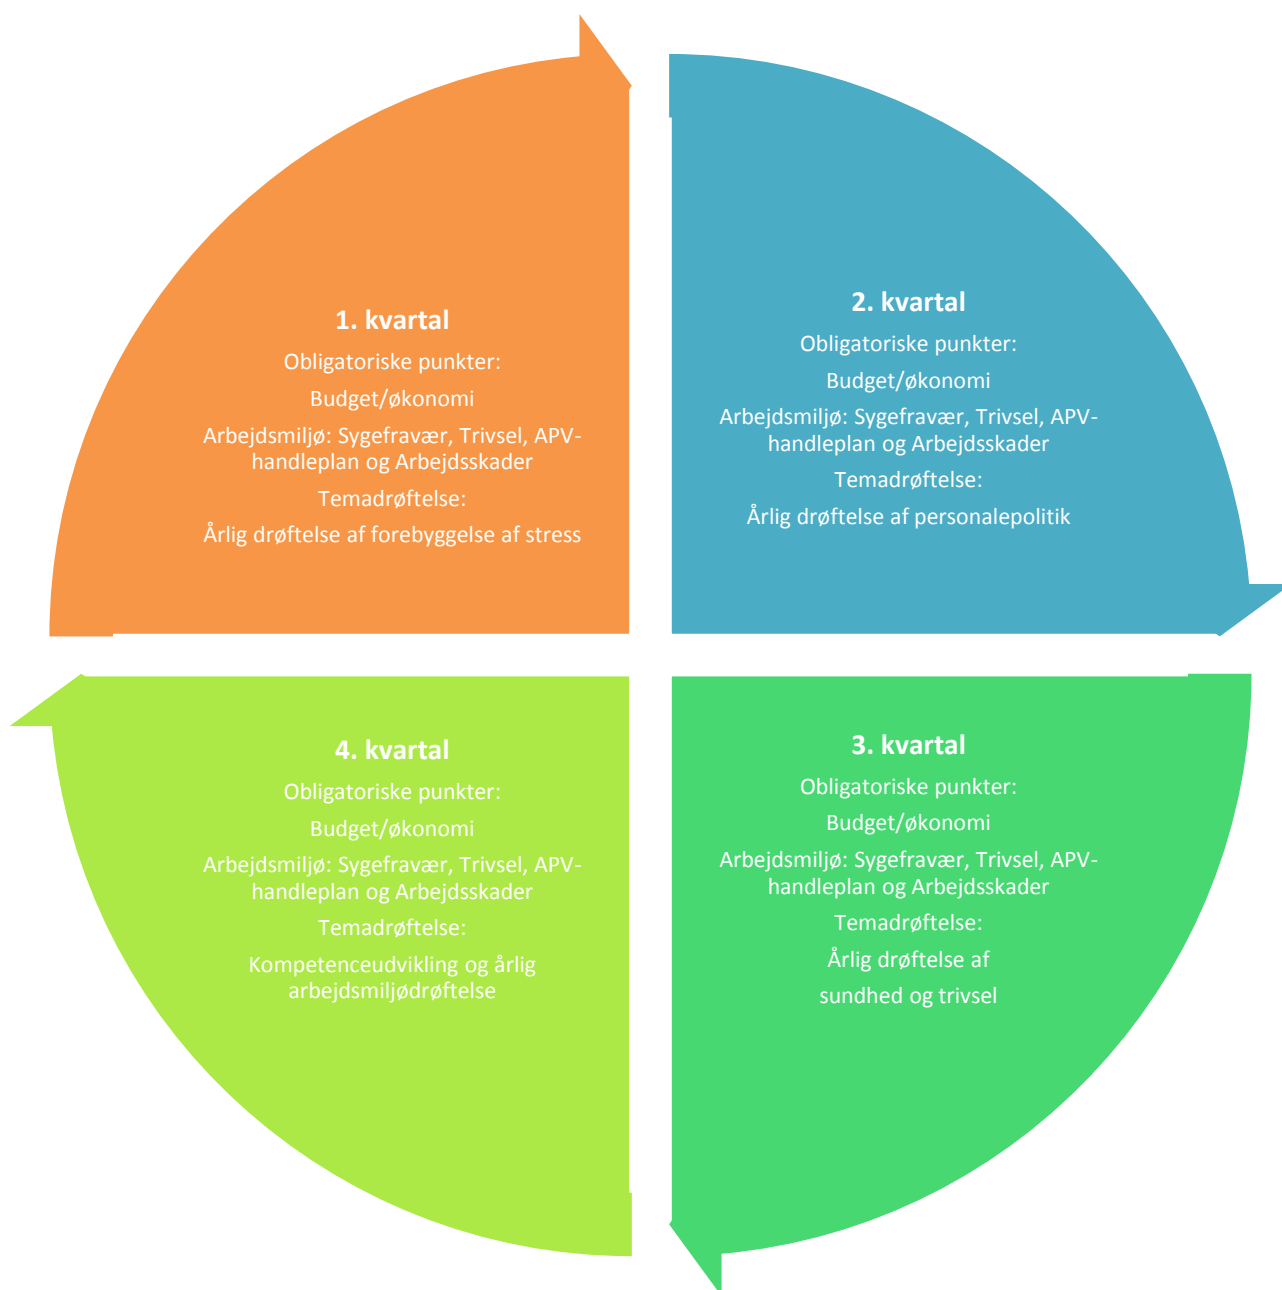 1. kvartal
Obligatoriske punkter:
Budget/økonomi
Arbejdsmiljø: Sygefravær, Trivsel, APV-
handleplan og Arbejdsskader
Temadrøftelse:
Årlig drøftelse af forebyggelse af stress
2. kvartal
Obligatoriske punkter:
Budget/økonomi
Arbejdsmiljø: Sygefravær, Trivsel, APV-
handleplan og Arbejdsskader
Temadrøftelse:
Årlig drøftelse af personalepolitik
3. kvartal
Obligatoriske punkter:
Budget/økonomi
Arbejdsmiljø: Sygefravær, Trivsel, APV-
handleplan og Arbejdsskader
Temadrøftelse:
Årlig drøftelse af
sundhed og trivsel
4. kvartal
Obligatoriske punkter:
Budget/økonomi
Arbejdsmiljø: Sygefravær, Trivsel, APV-
handleplan og Arbejdsskader
Temadrøftelse:
Kompetenceudvikling og årlig
arbejdsmiljødrøftelse